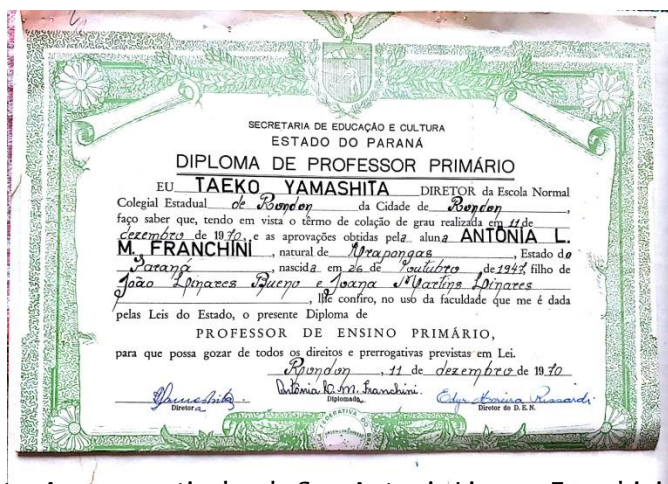 SECRETARIA DE EDUCAÇÃO E CULTURA
ESTADO DO PARANÁ
DIPLOMA DE PROFESSOR PRIMÁRIO
EU TAEKO YAMASHITA DIRETOR da Escola Normal
Colegial Estadual de Rondon da Cidade de Rondon,
faço saber que, tendo em vista o têrmo de colação de grau realizada em 11 de
dezembro de 1970, e as aprovações obtidas pela aluna ANTÔNIA L.
M. FRANCHINI, natural de Arapongas, Estado do
Paraná, nascida em 26 de outubro de 1947, filho de
João Linares Bueno e Joana Martins Linares
, lhe confiro, no uso da faculdade que me é dada
pelas Leis do Estado, o presente Diploma de
PROFESSOR DE ENSINO PRIMÁRIO,
para que possa gozar de todos os direitos e prerrogativas previstas em Lei.
Rondon, 11 de dezembro de 1970
Yamashita Antônia L. M. Franchini.
Diretora Diplomada Diretor do D. E. N.